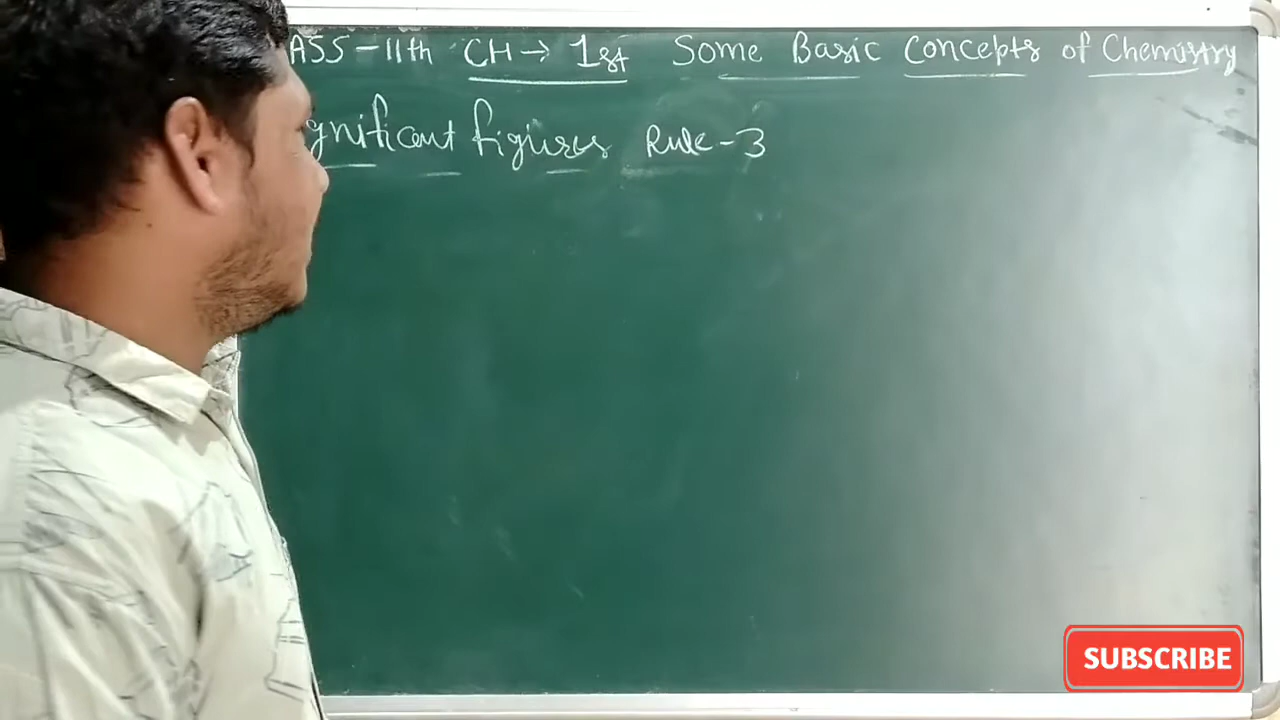 ASS-11th CH→ 1st Some Basic Concepts of Chemistry
gnificant figures Rule-3
SUBSCRIBE